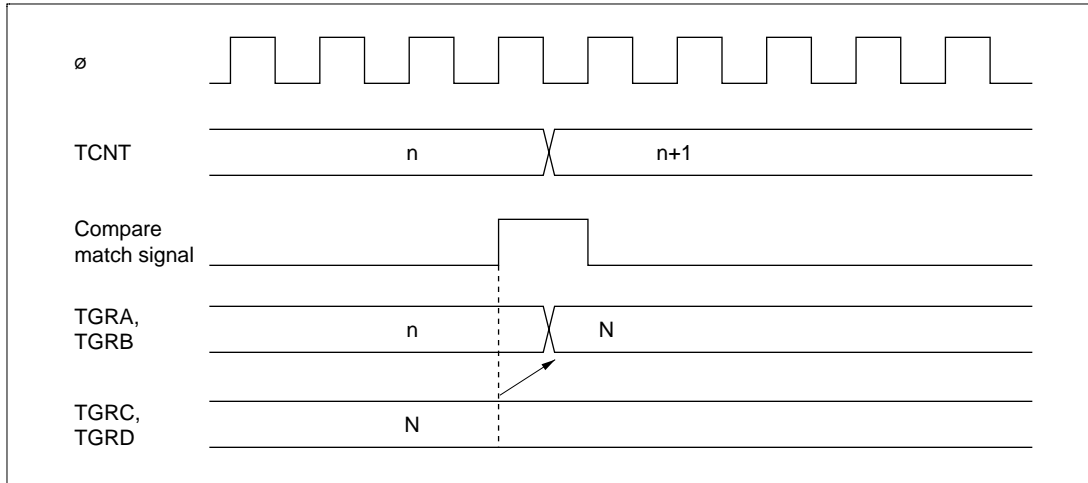 ø
TCNT
n
n+1
Compare
match signal
TGRA,
TGRB
n
N
TGRC,
TGRD
N